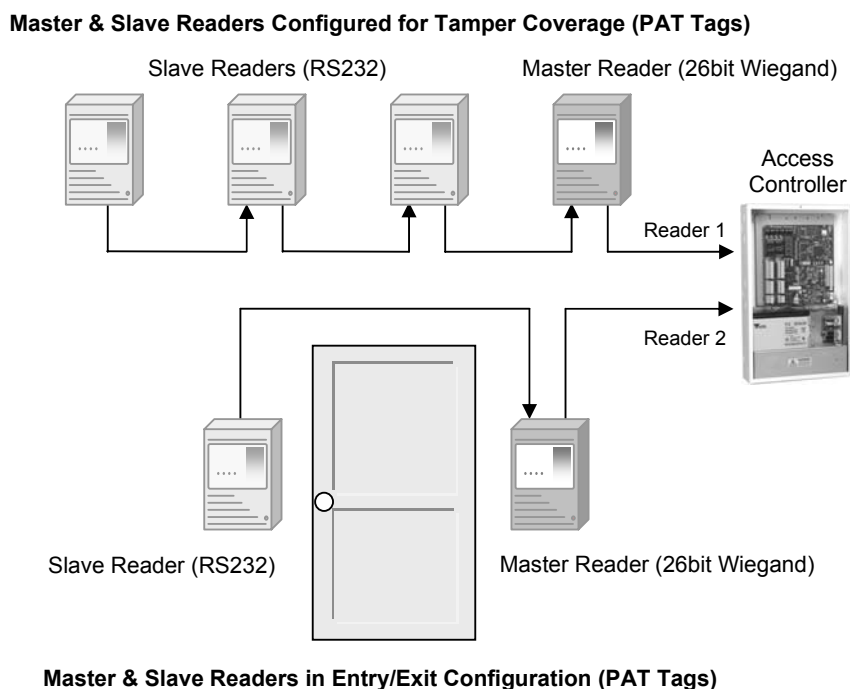 Master & Slave Readers Configured for Tamper Coverage (PAT Tags)
Slave Readers (RS232)
Master Reader (26bit Wiegand)
Access
Controller
Reader 1
Reader 2
Slave Reader (RS232)
Master Reader (26bit Wiegand)
Master & Slave Readers in Entry/Exit Configuration (PAT Tags)